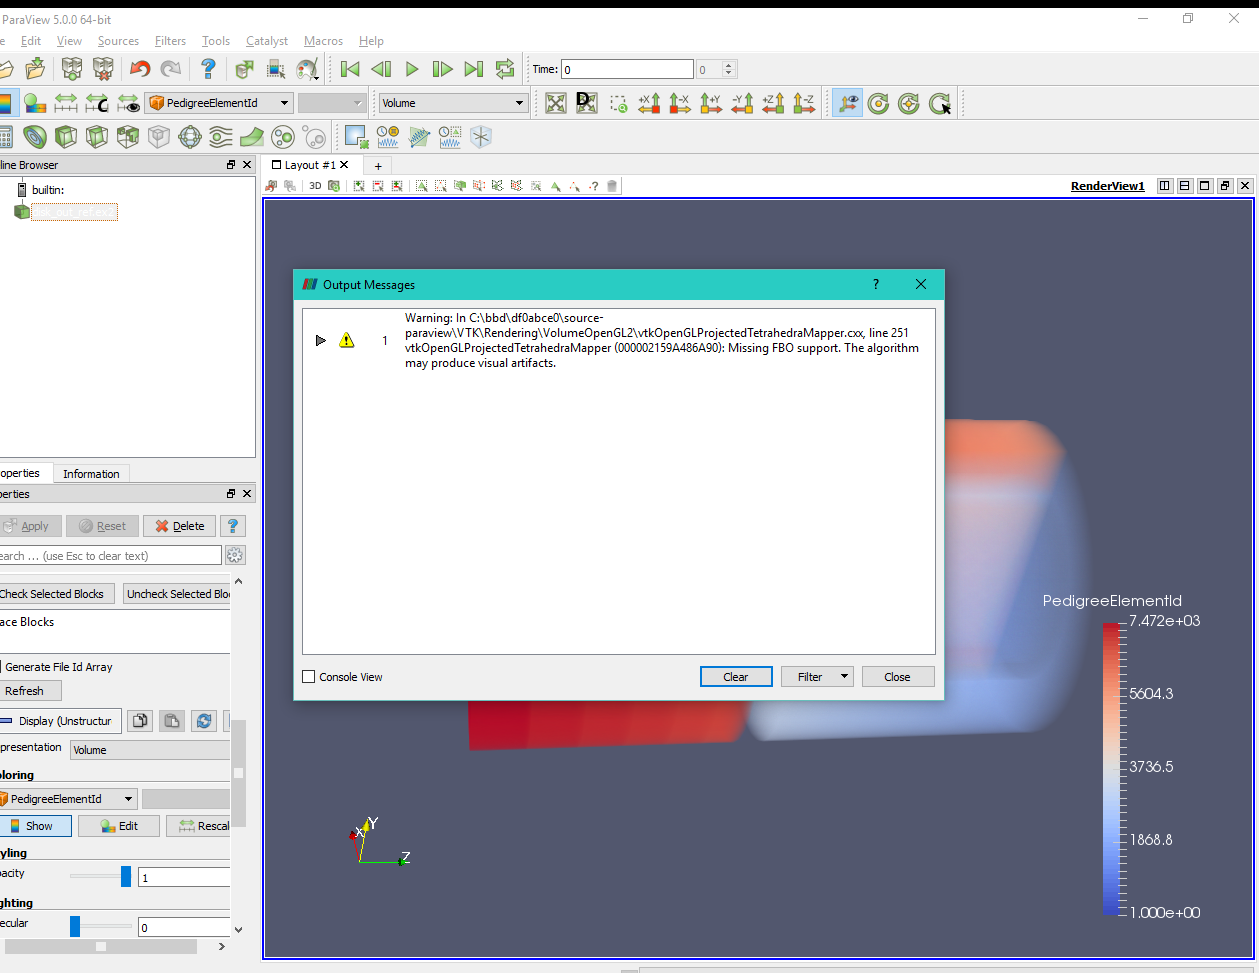 ParaView 5.0.0 64-bit
e Edit View Sources Filters Tools Catalyst Macros Help
Time: 0 0
PedigreeElementId Volume
+X -X +Y -Y +Z -Z
line Browser
Layout #1
+
builtin:
3D
RenderView1
Output Messages
?
Warning: In C:\bbd\df0abce0\source-
paraview\VTK\Rendering\VolumeOpenGL2\vtkOpenGLProjectedTetrahedraMapper.cxx, line 251
1
vtkOpenGLProjectedTetrahedraMapper (000002159A486A90): Missing FBO support. The algorithm
may produce visual artifacts.
Console View
Clear
Filter
Close
operties
Information
erties
Apply
Reset
Delete
?
earch ... (use Esc to clear text)
Check Selected Blocks
Uncheck Selected Blo
ace Blocks
Generate File Id Array
Refresh
Display (Unstructur
presentation
Volume
oloring
PedigreeElementId
Show
Edit
Rescal
yling
acity
1
ghting
ecular
0
PedigreeElementId
7.472e+03
5604.3
3736.5
1868.8
1.000e+00
Y
X
Z